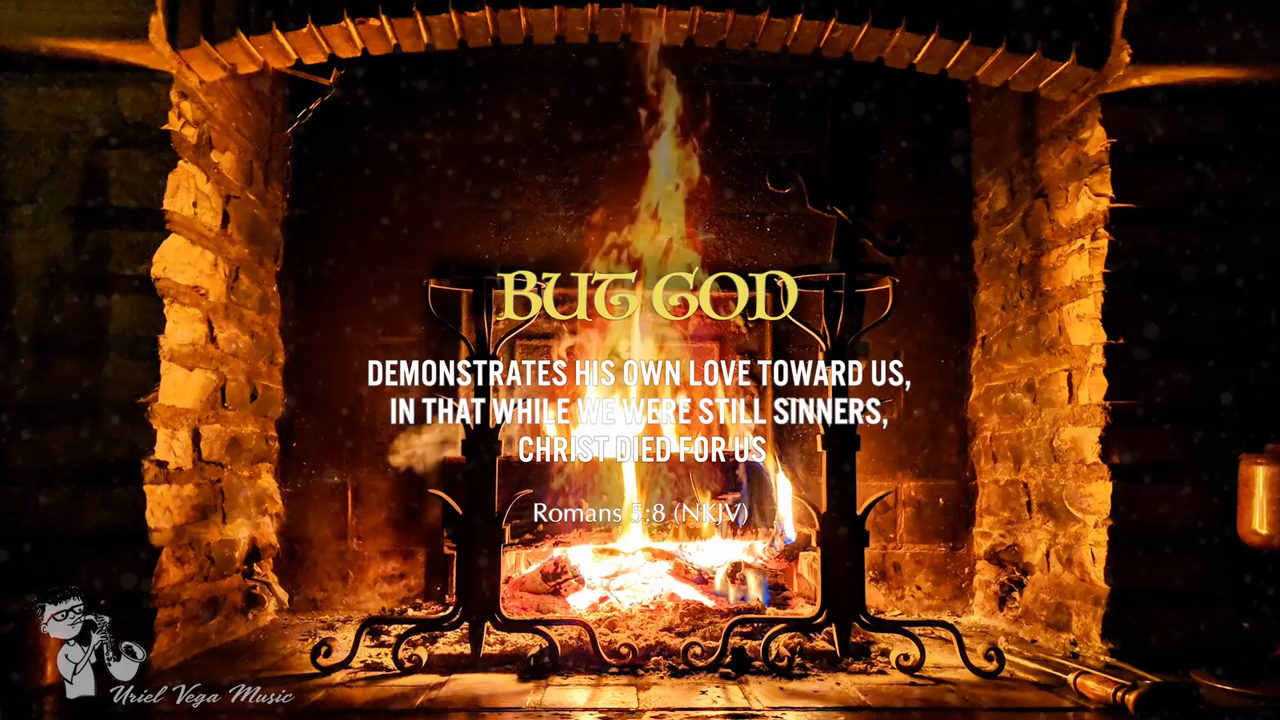 BUT GOD
DEMONSTRATES HIS OWN LOVE TOWARD US,
IN THAT WHILE WE WERE STILL SINNERS,
CHRIST DIED FOR US
Romans 5:8 (NKJV)
Uriel Vega Music